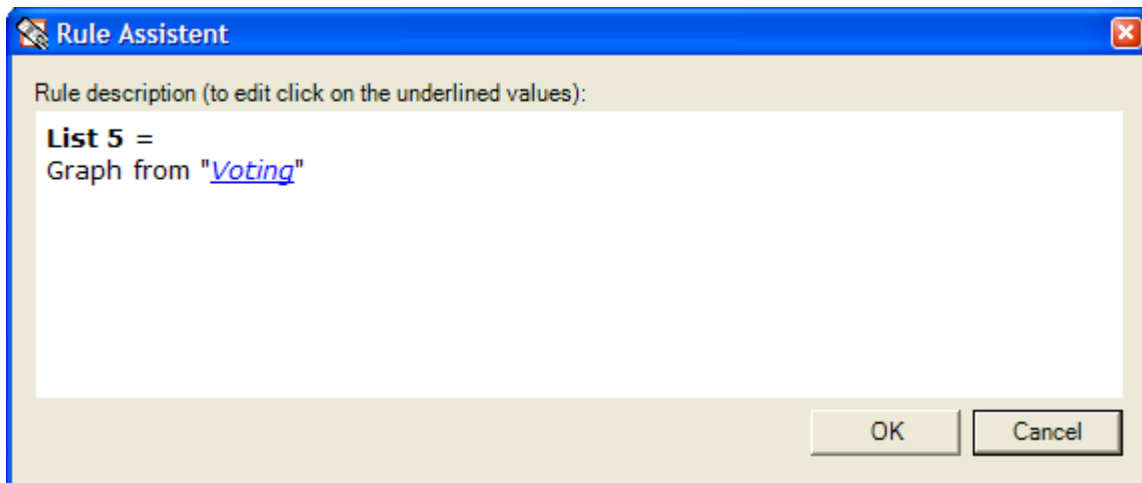 Rule Assistent
Rule description (to edit click on the underlined values):
List 5 =
Graph from "Voting"
OK Cancel